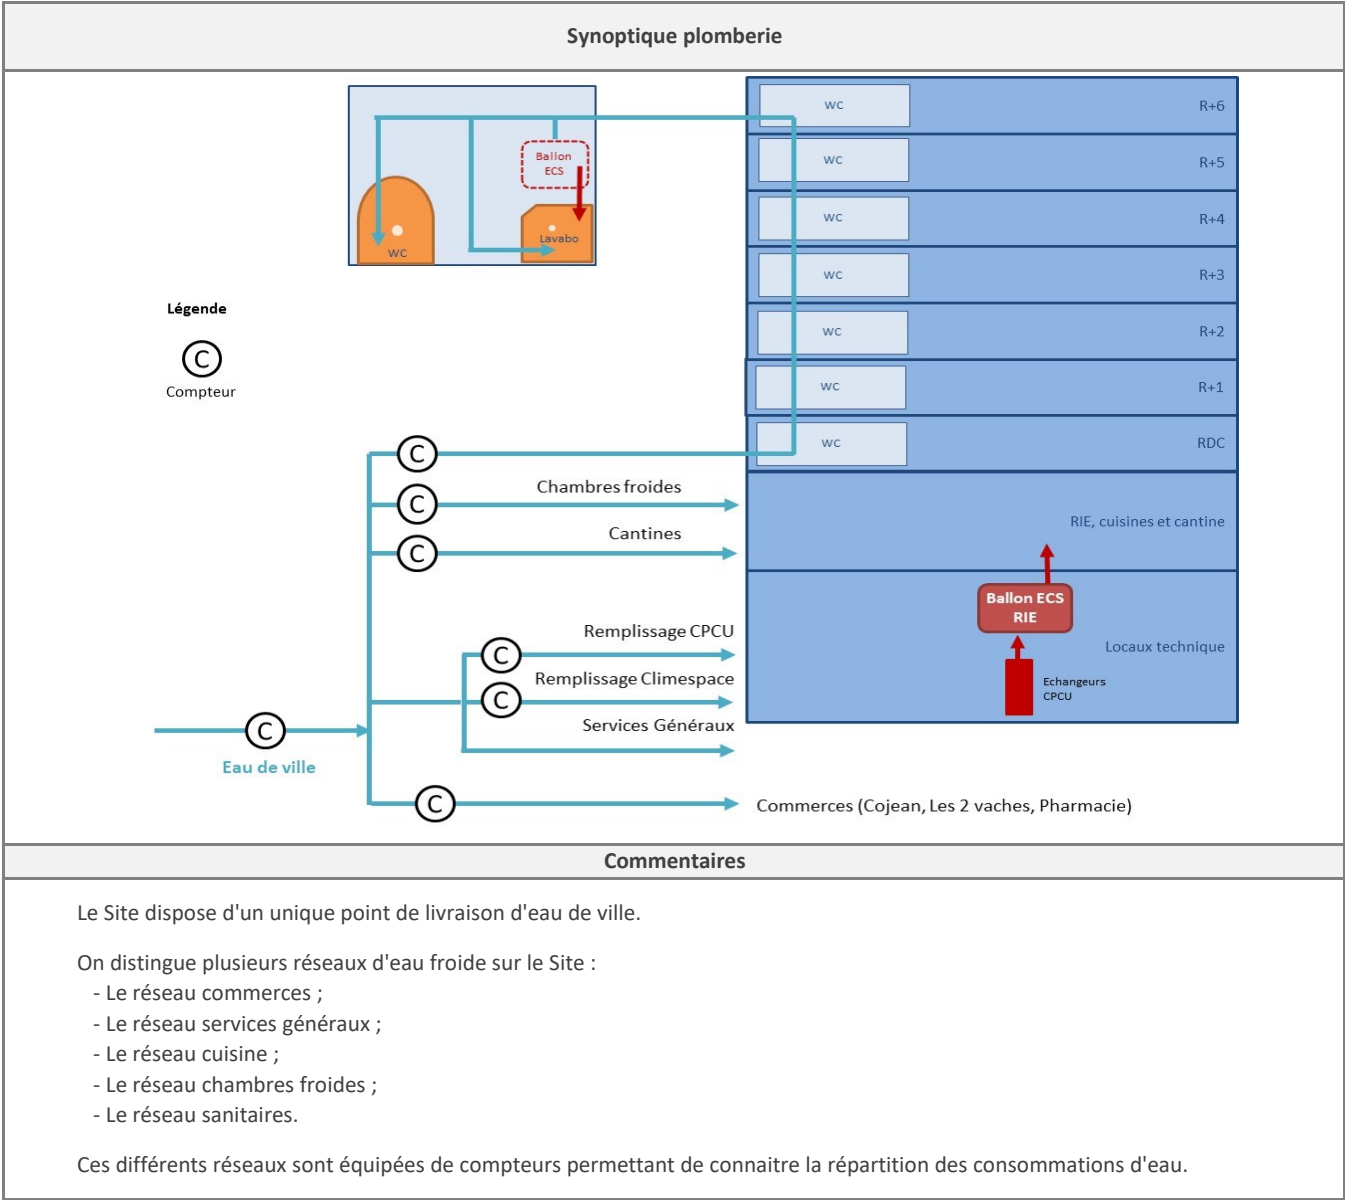 Synoptique plomberie
WC
R+6
Ballon
ECS
WC
R+5
WC
R+4
Lavabo
WC
WC
R+3
Légende
WC
R+2
C
Compteur
WC
R+1
C
WC
RDC
C
Chambres froides
RIE, cuisines et cantine
C
Cantines
Ballon ECS
RIE
C
Remplissage CPCU
Locaux technique
C
Remplissage Climespace
Echangeurs
CPCU
Services Généraux
C
Eau de ville
C
Commerces (Cojean, Les 2 vaches, Pharmacie)
Commentaires
Le Site dispose d'un unique point de livraison d'eau de ville.
On distingue plusieurs réseaux d'eau froide sur le Site :
- Le réseau commerces ;
- Le réseau services généraux ;
- Le réseau cuisine ;
- Le réseau chambres froides ;
- Le réseau sanitaires.
Ces différents réseaux sont équipées de compteurs permettant de connaitre la répartition des consommations d'eau.